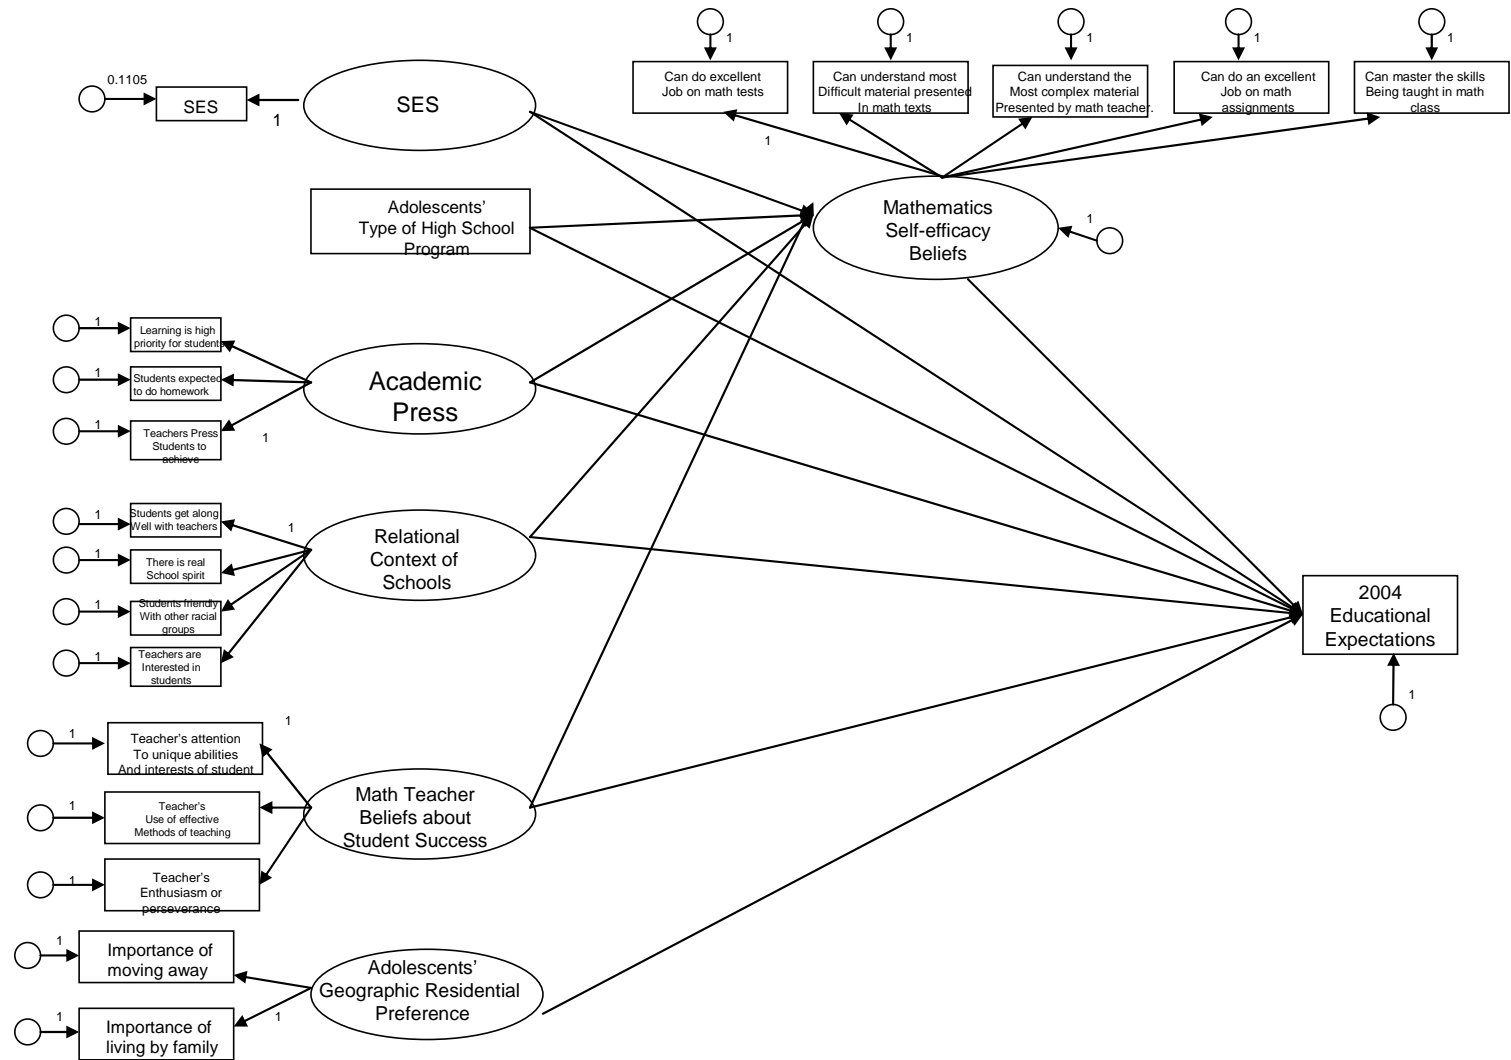 1
1
1
1
1
0.1105
SES
1
SES
Can do excellent
Job on math tests
Can understand most
Difficult material presented
In math texts
Can understand the
Most complex material
Presented by math teacher.
Can do an excellent
Job on math
assignments
Can master the skills
Being taught in math
class
1
Adolescents’
Type of High School
Program
Mathematics
Self-efficacy
Beliefs
1
1
Learning is high
priority for students
1
Students expected
to do homework
1
Teachers Press
Students to
achieve
1
Academic
Press
1
Students get along
Well with teachers
1
1
There is real
School spirit
1
Students friendly
With other racial
groups
1
Teachers are
Interested in
students
Relational
Context of
Schools
2004
Educational
Expectations
1
1
Teacher’s attention
To unique abilities
And interests of student
1
1
Teacher’s
Use of effective
Methods of teaching
1
Teacher’s
Enthusiasm or
perseverance
Math Teacher
Beliefs about
Student Success
1
Importance of
moving away
1
Importance of
living by family
1
Adolescents’
Geographic Residential
Preference